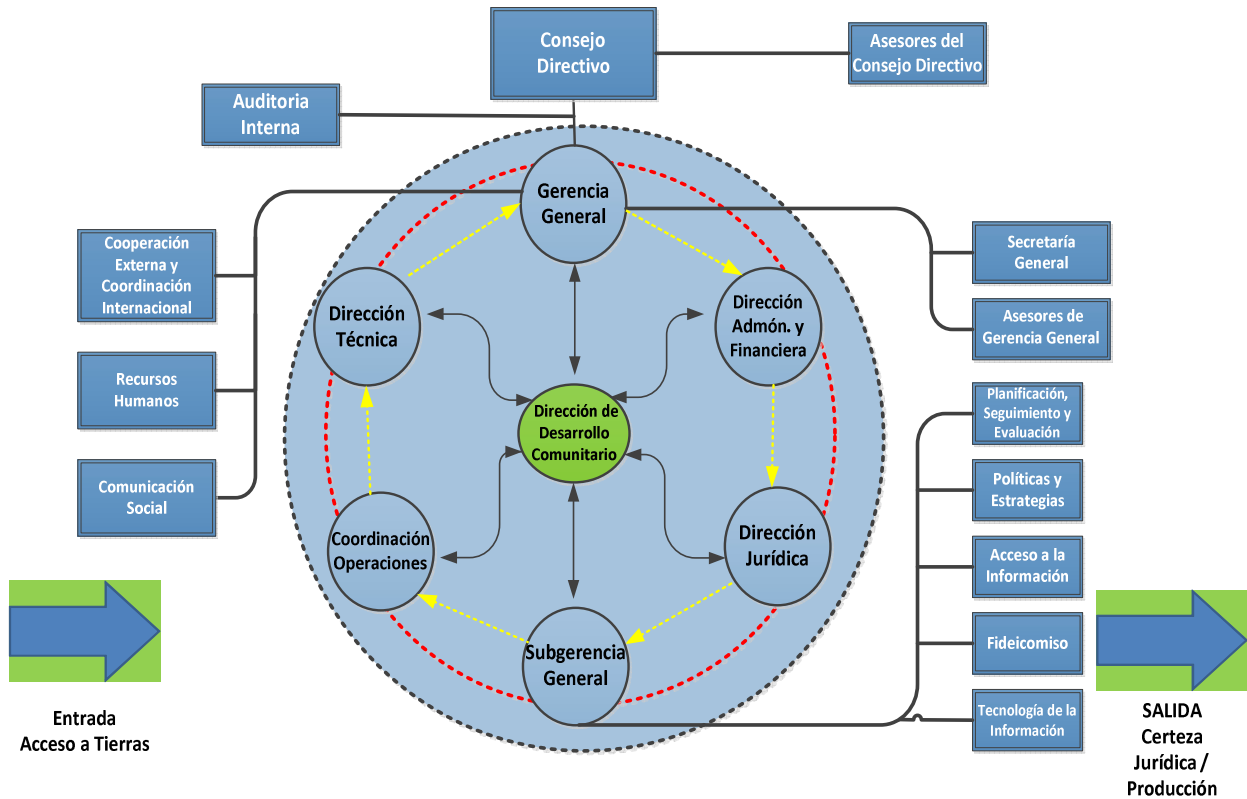 Consejo
Directivo
Asesores del
Consejo Directivo
Auditoria
Interna
Gerencia
General
Cooperación
Externa y
Coordinación
Internacional
Secretaría
General
Dirección
Técnica
Dirección
Admón. y
Financiera
Asesores de
Gerencia General
Recursos
Humanos
Dirección de
Desarrollo
Comunitario
Planificación,
Seguimiento y
Evaluación
Comunicación
Social
Políticas y
Estrategias
Coordinación
Operaciones
Dirección
Jurídica
Acceso a la
Información
Subgerencia
General
Fideicomiso
Tecnología de la
Información
Entrada
Acceso a Tierras
SALIDA
Certeza
Jurídica /
Producción